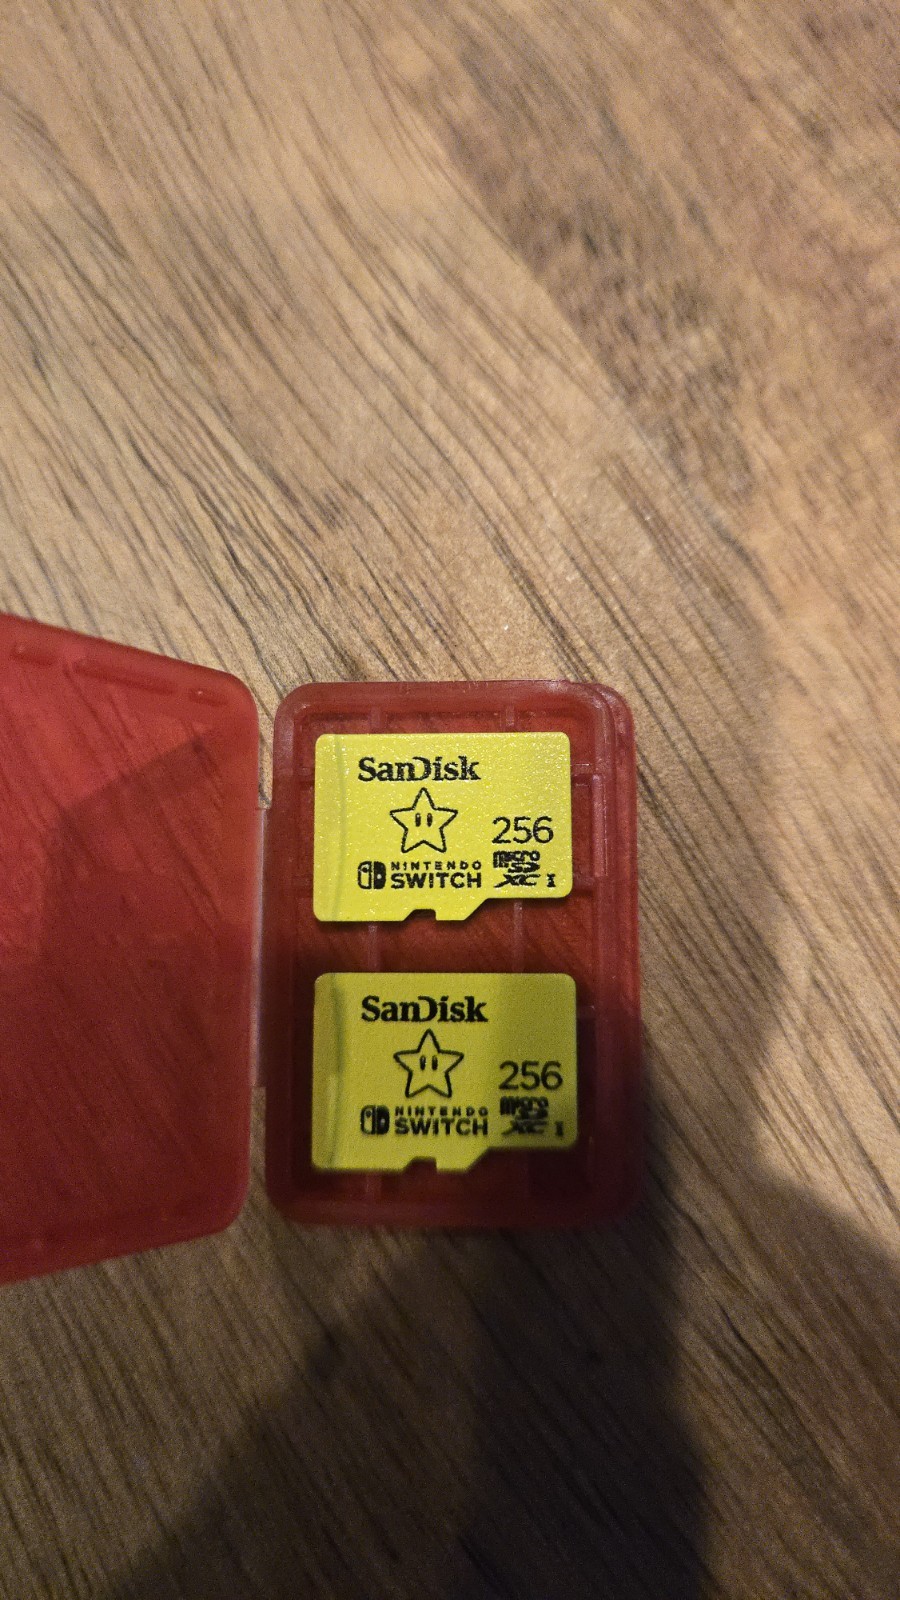 SanDisk
256
NINTENDO
SWITCH
micro
SD
XC I
SanDisk
256
NINTENDO
SWITCH
micro
SD
XC I